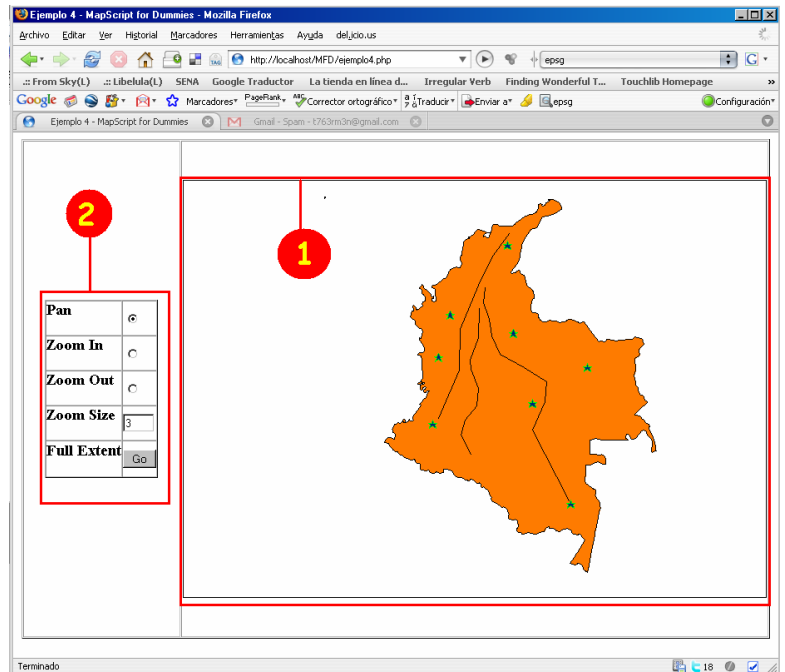 Ejemplo 4 - MapScript for Dummies - Mozilla Firefox
Archivo Editar Ver Historial Marcadores Herramientas Ayuda del.icio.us
http://localhost/MFD/ejemplo4.php epsg
.:: From Sky(L) .:: Libelula(L) SENA Google Traductor La tienda en línea d... Irregular Verb Finding Wonderful T... Touchlib Homepage »
Google Marcadores PageRank Corrector ortográfico Traducir Enviar a epsg Configuración
Ejemplo 4 - MapScript for Dummies Gmail - Spam - t763rm3n@gmail.com
2
1
Pan
Zoom In
Zoom Out
Zoom Size 3
Full Extent Go
Terminado 18